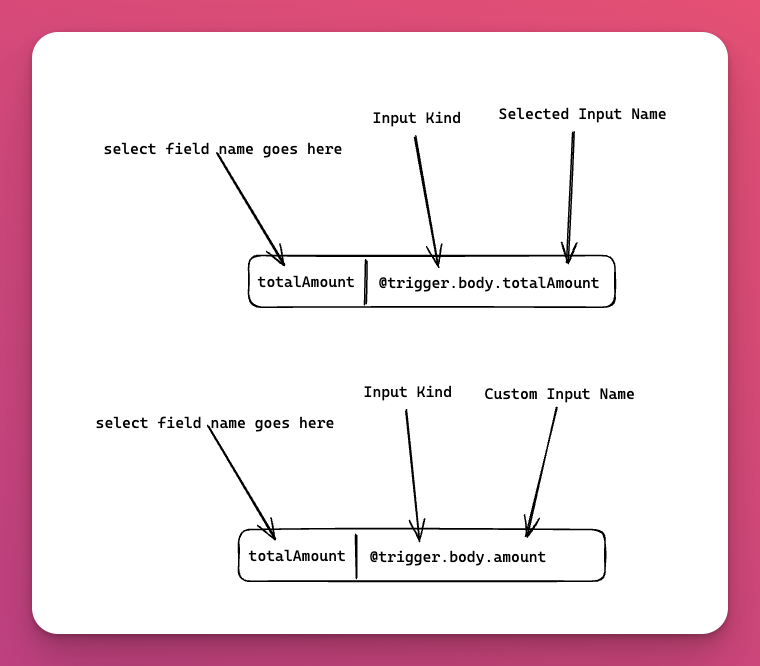 Input Kind
Selected Input Name
select field name goes here
totalAmount
@trigger.body.totalAmount
Input Kind
Custom Input Name
select field name goes here
totalAmount
@trigger.body.amount